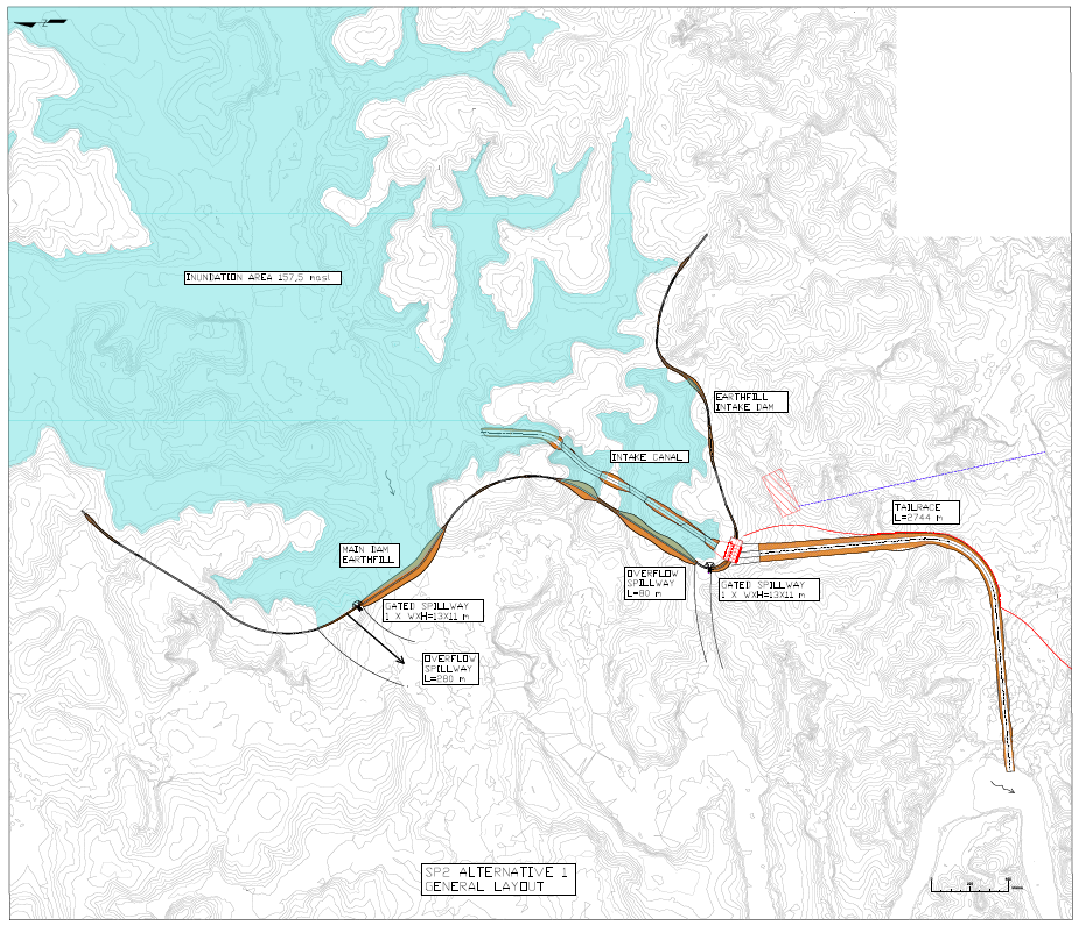 Z
INUNDATION AREA 157,5 masl
EARTHFILL
INTAKE DAM
INTAKE CANAL
TAILRACE
L=2744 m
MAIN DAM
EARTHFILL
OVERFLOW
SPILLWAY
L=80 m
GATED SPILLWAY
1 X WXH=13X11 m
GATED SPILLWAY
1 X WXH=13X11 m
OVERFLOW
SPILLWAY
L=280 m
SP2 ALTERNATIVE 1
GENERAL LAYOUT